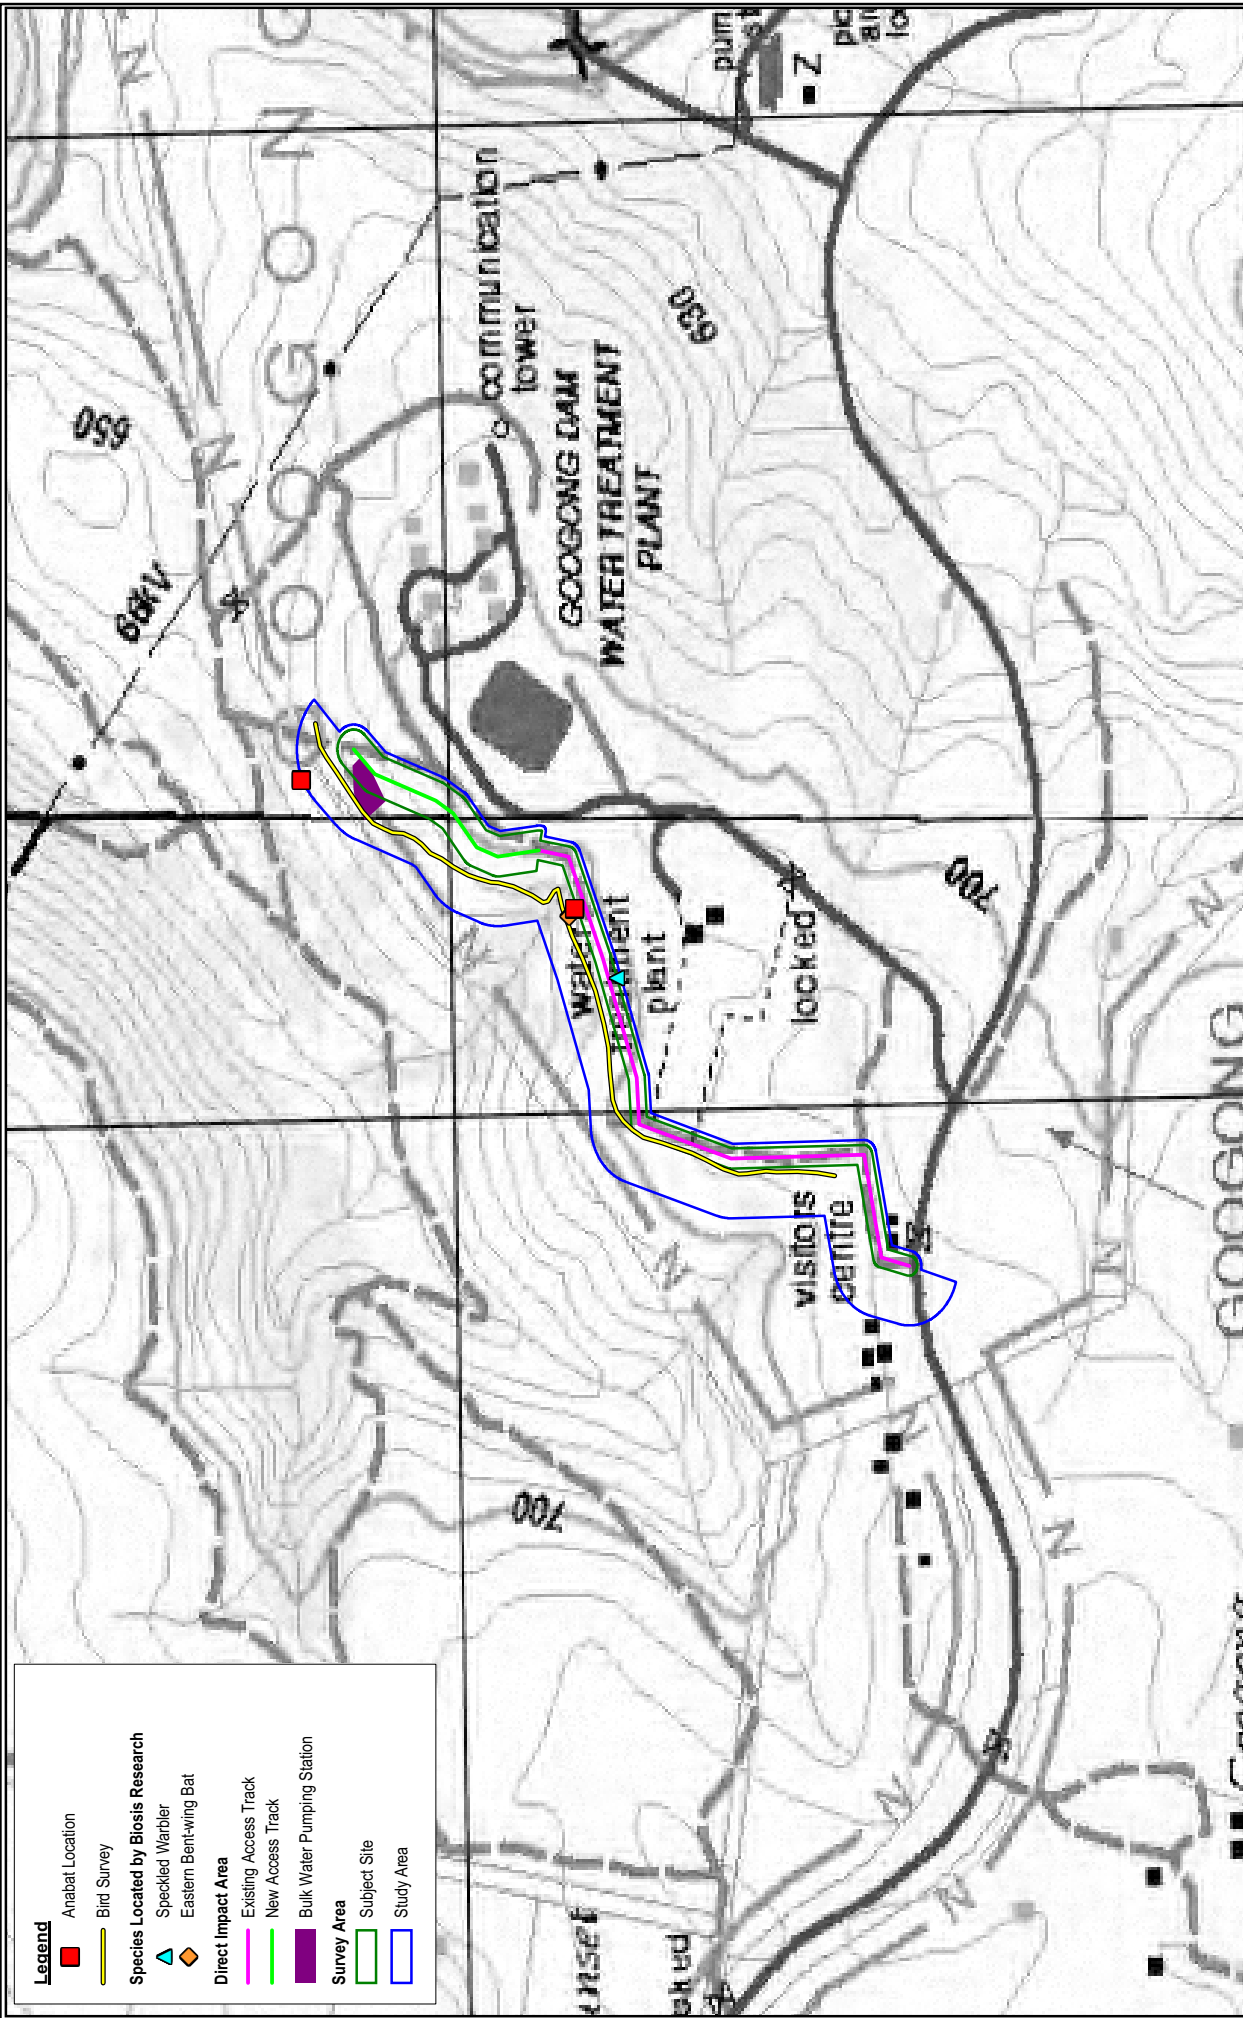 Legend
Anabat Location
Bird Survey
Species Located by Biosis Research
Speckled Warbler
Eastern Bent-wing Bat
Direct Impact Area
Existing Access Track
New Access Track
Bulk Water Pumping Station
Survey Area
Subject Site
Study Area
66kV
650
N
N
communication
tower
GOOGONG DAM
WATER TREATMENT
PLANT
630
pum
Z
G O O G O N G
water
plant
locked
700
N
N
N
visitors
centre
GOOGONG
N
700
N
N
N
N